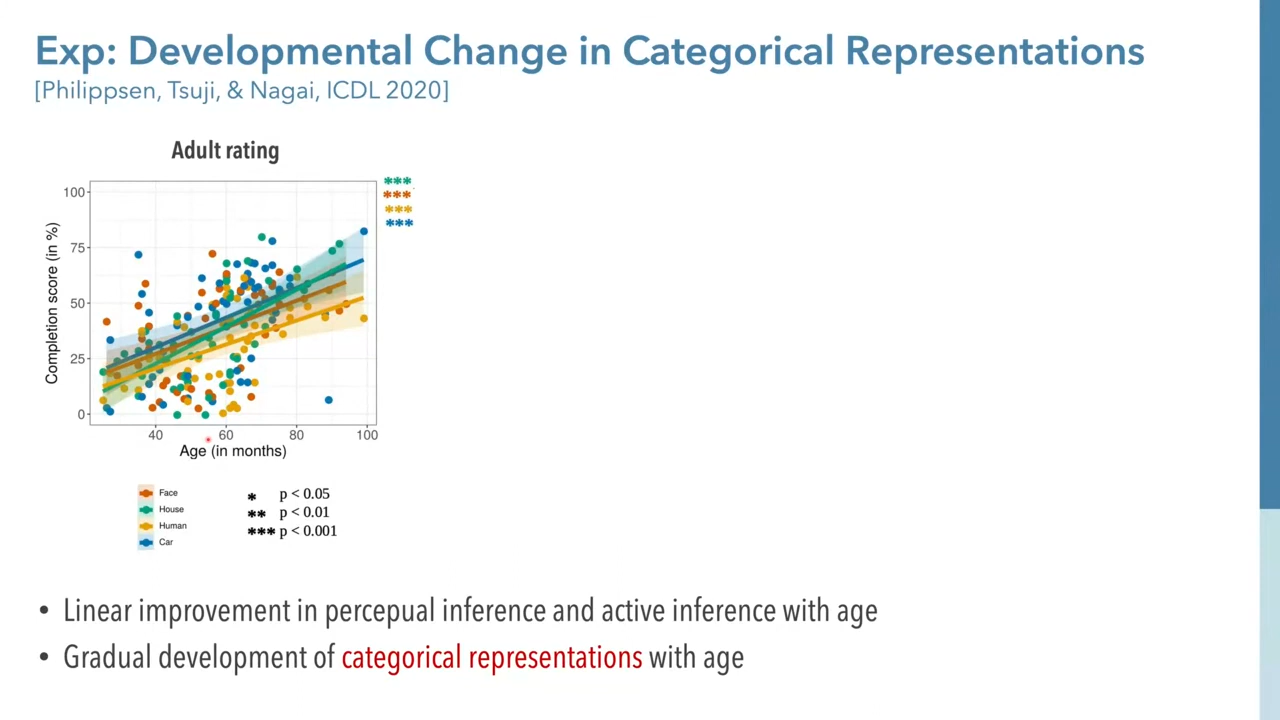 Exp: Developmental Change in Categorical Representations
[Philippsen, Tsuji, & Nagai, ICDL 2020]
Adult rating
***
***
***
***
Completion score (in %)
100
75
50
25
0
40 60 80 100
Age (in months)
Face
House
Human
Car
* p < 0.05
** p < 0.01
*** p < 0.001
• Linear improvement in percepual inference and active inference with age
• Gradual development of categorical representations with age